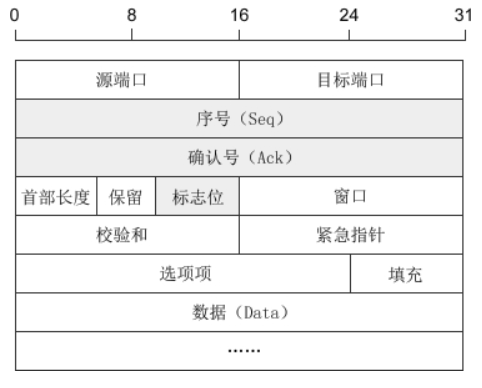 0 8 16 24 31
源端口 目标端口
序号（Seq）
确认号（Ack）
首部长度 保留 标志位 窗口
校验和 紧急指针
选项项 填充
数据（Data）
……